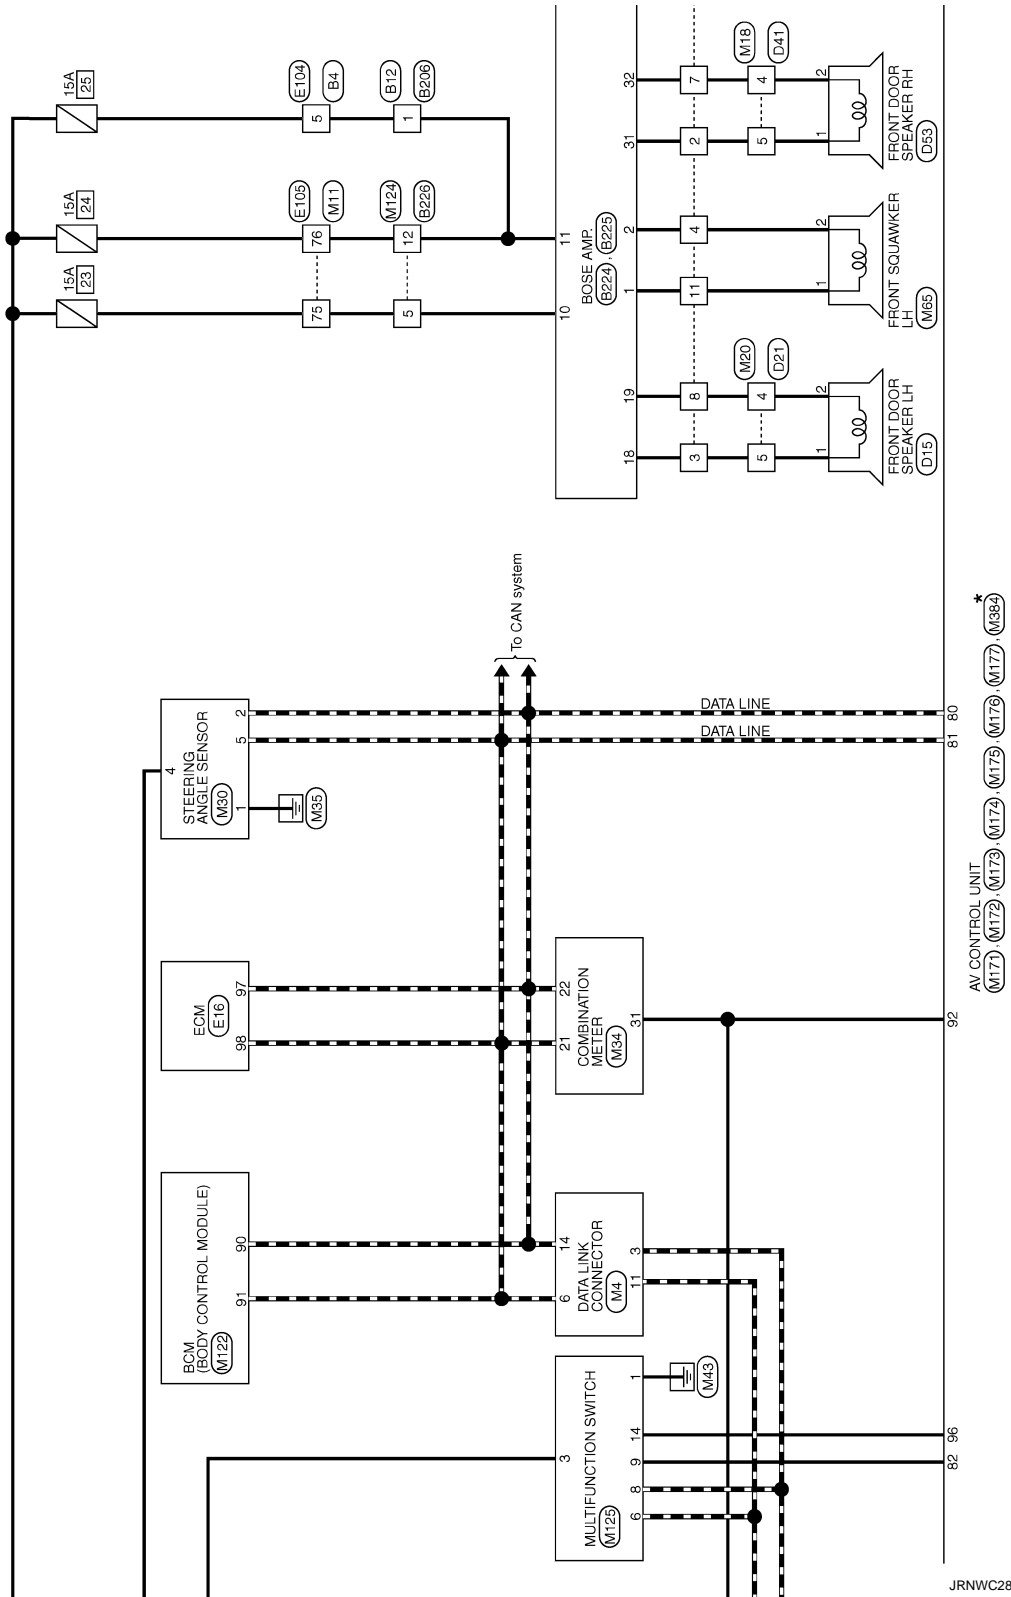 15A
25
E104
B4
B12
B206
5
1
15A
24
E105
M11
M124
B226
76
12
15A
23
75
5
11
10
BOSE AMP.
B224 , B225
32
31
2
1
19
18
7
2
4
11
8
3
M18
D41
4
5
2
1
FRONT DOOR
SPEAKER RH
D53
2
1
FRONT SQUAWKER
LH
M65
M20
D21
4
5
2
1
FRONT DOOR
SPEAKER LH
D15
To CAN system
STEERING
ANGLE SENSOR
M30
4
2
5
1
M35
DATA LINE
DATA LINE
80
81
ECM
E16
97
98
22
21
COMBINATION
METER
M34
31
92
AV CONTROL UNIT
M171 , M172 , M173 , M174 , M175 , M176 , M177 , M384 *
BCM
(BODY CONTROL MODULE)
M122
90
91
14
6
DATA LINK
CONNECTOR
M4
3
11
3
MULTIFUNCTION SWITCH
M125
1
14
9
8
6
M43
96
82
JRNWC28